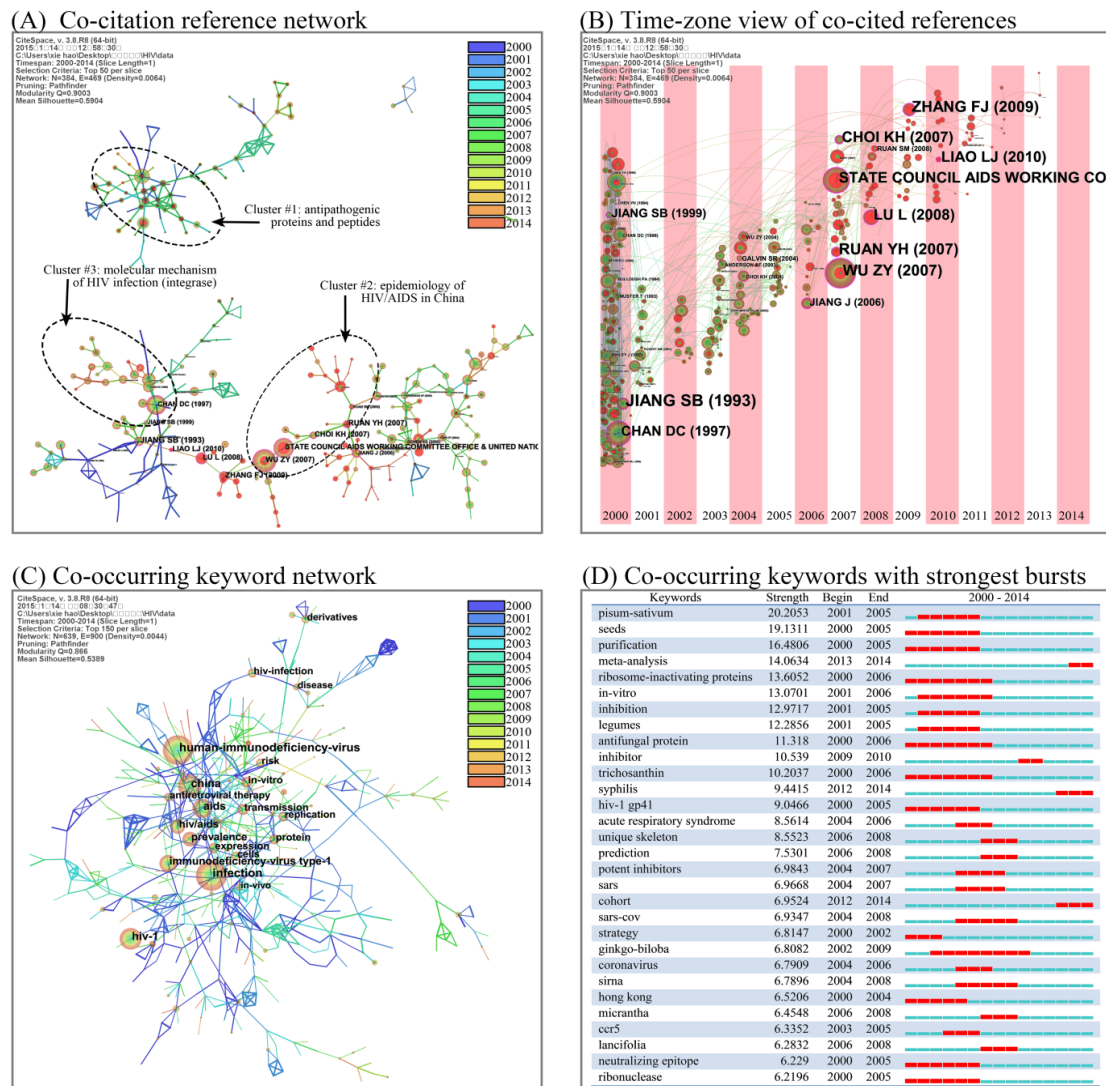 (A) Co-citation reference network
CiteSpace, v. 3.8.R8 (64-bit)
Timespan: 2000-2014 (Slice Length=1)
Selection Criteria: Top 50 per slice
Network: N=384, E=469 (Density=0.0064)
Pruning: Pathfinder
Modularity Q=0.9003
Mean Silhouette=0.5904
2000
2001
2002
2003
2004
2005
2006
2007
2008
2009
2010
2011
2012
2013
2014
Cluster #1: antipathogenic
proteins and peptides
Cluster #3: molecular mechanism
of HIV infection (integrase)
Cluster #2: epidemiology of
HIV/AIDS in China
CHAN DC (1997)
JIANG SB (1999)
JIANG SB (1993)
LIAO LJ (2010)
LU L (2008)
ZHANG FJ (2009)
WU ZY (2007)
STATE COUNCIL AIDS WORKING COMMITTEE OFFICE & UNITED NATIO
CHOI KH (2007)
RUAN YH (2007)
JIANG J (2006)
(B) Time-zone view of co-cited references
CiteSpace, v. 3.8.R8 (64-bit)
Timespan: 2000-2014 (Slice Length=1)
Selection Criteria: Top 50 per slice
Network: N=384, E=469 (Density=0.0064)
Pruning: Pathfinder
Modularity Q=0.9003
Mean Silhouette=0.5904
ZHANG FJ (2009)
CHOI KH (2007)
RUAN SM (2008)
LIAO LJ (2010)
STATE COUNCIL AIDS WORKING CO
JIANG SB (1999)
LU L (2008)
CHAN DC (1998)
WU ZY (2004)
RUAN YH (2007)
GALVIN SR (2004)
WU ZY (2007)
CHOI KH (2004)
JIANG J (2006)
JIANG SB (1993)
CHAN DC (1997)
2000 2001 2002 2003 2004 2005 2006 2007 2008 2009 2010 2011 2012 2013 2014
(C) Co-occurring keyword network
CiteSpace, v. 3.8.R8 (64-bit)
Timespan: 2000-2014 (Slice Length=1)
Selection Criteria: Top 150 per slice
Network: N=639, E=900 (Density=0.0044)
Pruning: Pathfinder
Modularity Q=0.866
Mean Silhouette=0.5389
2000
2001
2002
2003
2004
2005
2006
2007
2008
2009
2010
2011
2012
2013
2014
derivatives
hiv-infection
disease
human-immunodeficiency-virus
risk
china
in-vitro
antiretroviral therapy
aids
transmission
replication
hiv/aids
prevalence
protein
expression
cells
immunodeficiency-virus type-1
infection
in-vivo
hiv-1
(D) Co-occurring keywords with strongest bursts
Keywords Strength Begin End 2000 - 2014
pisum-sativum 20.2053 2001 2005
seeds 19.1311 2000 2005
purification 16.4806 2000 2005
meta-analysis 14.0634 2013 2014
ribosome-inactivating proteins 13.6052 2000 2006
in-vitro 13.0701 2001 2006
inhibition 12.9717 2001 2005
legumes 12.2856 2001 2005
antifungal protein 11.318 2000 2006
inhibitor 10.539 2009 2010
trichosanthin 10.2037 2000 2006
syphilis 9.4415 2012 2014
hiv-1 gp41 9.0466 2000 2005
acute respiratory syndrome 8.5614 2004 2006
unique skeleton 8.5523 2006 2008
prediction 7.5301 2006 2008
potent inhibitors 6.9843 2004 2007
sars 6.9668 2004 2007
cohort 6.9524 2012 2014
sars-cov 6.9347 2004 2008
strategy 6.8147 2000 2002
ginkgo-biloba 6.8082 2002 2009
coronavirus 6.7909 2004 2006
sirna 6.7896 2004 2008
hong kong 6.5206 2000 2004
micrantha 6.4548 2006 2008
ccr5 6.3352 2003 2005
lancifolia 6.2832 2006 2008
neutralizing epitope 6.229 2000 2005
ribonuclease 6.2196 2000 2005